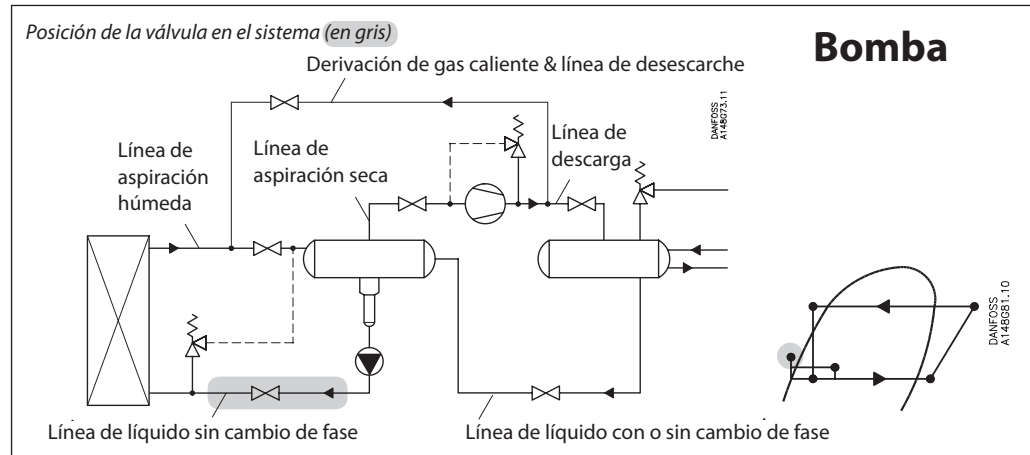 Posición de la válvula en el sistema (en gris)
Bomba
Derivación de gas caliente & línea de desescarche
DANFOSS
A148G73.11
Línea de
aspiración
húmeda
Línea de
aspiración seca
Línea de
descarga
DANFOSS
A148G81.10
Línea de líquido sin cambio de fase
Línea de líquido con o sin cambio de fase